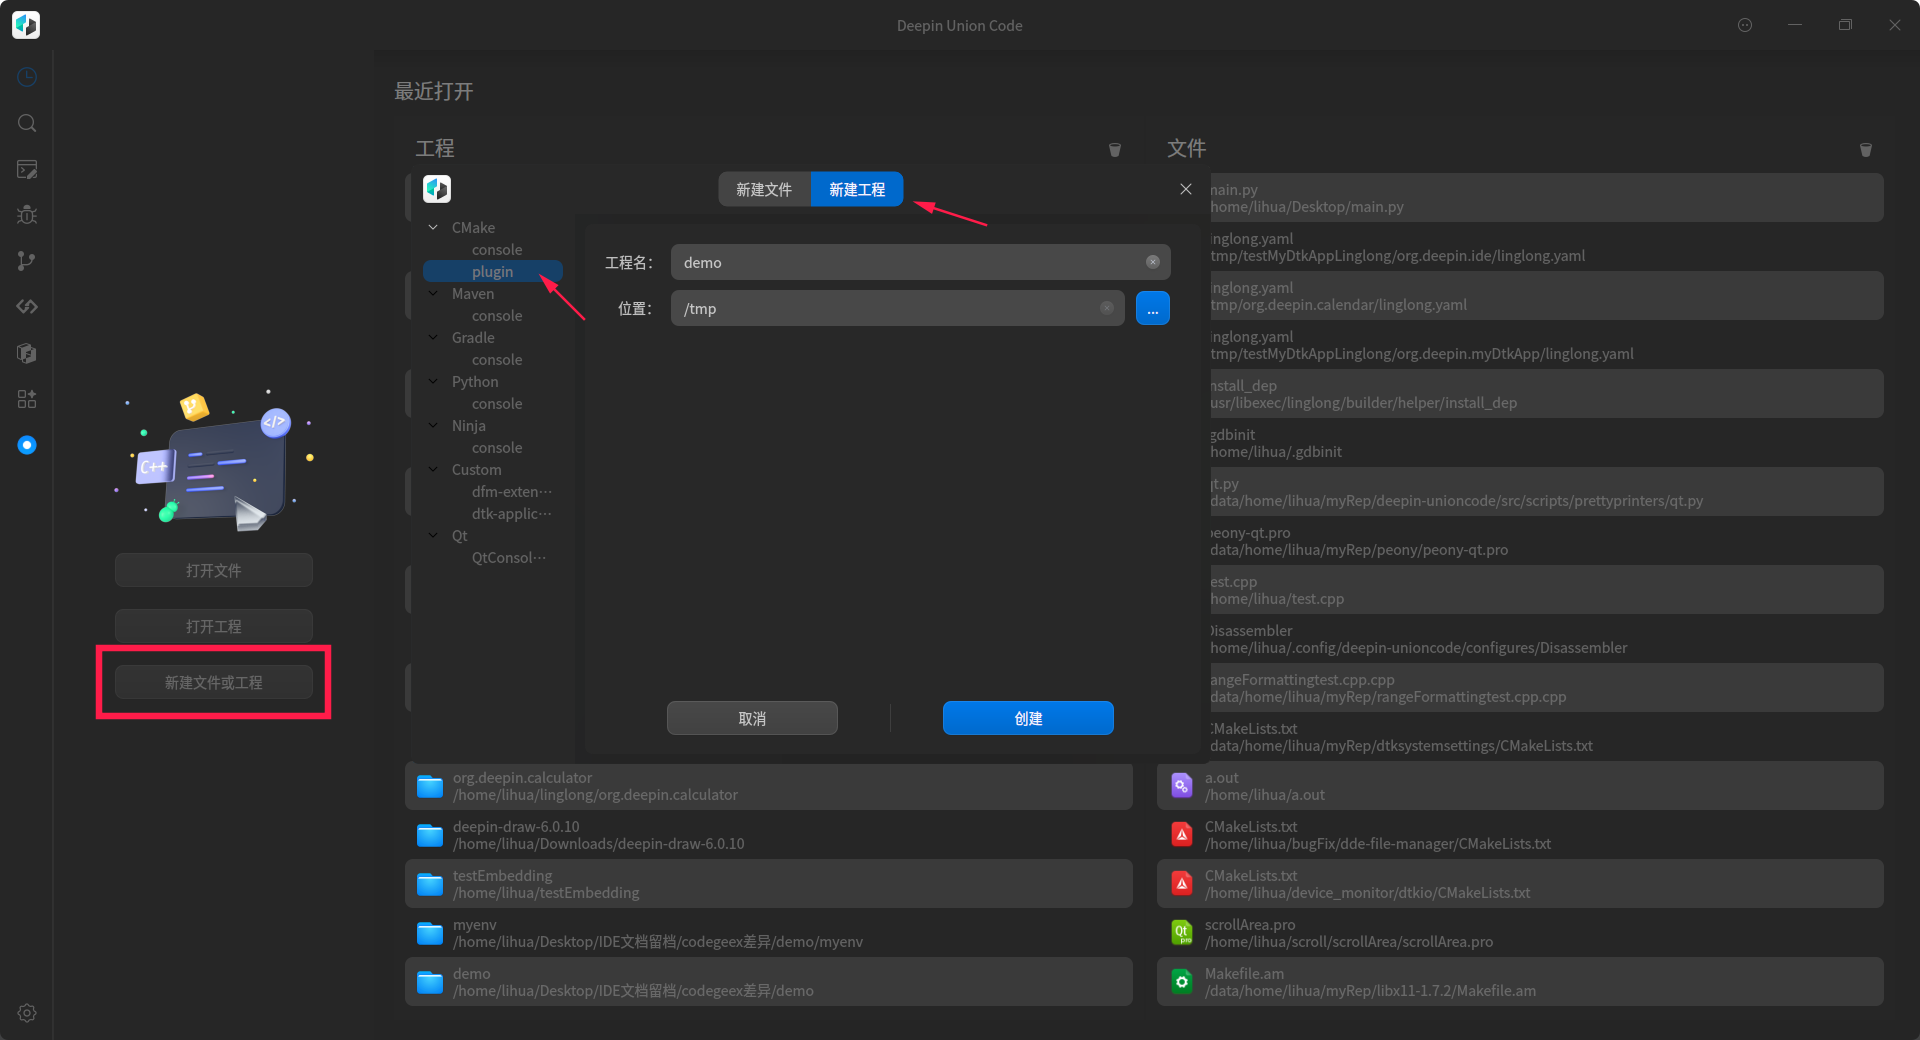 Deepin Union Code
最近打开
工程
文件
新建文件
新建工程
CMake
console
plugin
Maven
console
Gradle
console
Python
console
Ninja
console
Custom
dfm-exten···
dtk-applic···
Qt
QtConsol···
工程名:
demo
位置:
/tmp
...
取消
创建
C++
</>
打开文件
打开工程
新建文件或工程
org.deepin.calculator
/home/lihua/linglong/org.deepin.calculator
deepin-draw-6.0.10
/home/lihua/Downloads/deepin-draw-6.0.10
testEmbedding
/home/lihua/testEmbedding
myenv
/home/lihua/Desktop/IDE文档留档/codegeex差异/demo/myenv
demo
/home/lihua/Desktop/IDE文档留档/codegeex差异/demo
main.py
home/lihua/Desktop/main.py
inglong.yaml
tmp/testMyDtkAppLinglong/org.deepin.ide/linglong.yaml
inglong.yaml
tmp/org.deepin.calendar/linglong.yaml
inglong.yaml
tmp/testMyDtkAppLinglong/org.deepin.myDtkApp/linglong.yaml
nstall_dep
usr/libexec/linglong/builder/helper/install_dep
gdbinit
home/lihua/.gdbinit
qt.py
data/home/lihua/myRep/deepin-unioncode/src/scripts/prettyprinters/qt.py
peony-qt.pro
data/home/lihua/myRep/peony/peony-qt.pro
est.cpp
home/lihua/test.cpp
Disassembler
home/lihua/.config/deepin-unioncode/configures/Disassembler
rangeFormattingtest.cpp.cpp
data/home/lihua/myRep/rangeFormattingtest.cpp.cpp
CMakeLists.txt
data/home/lihua/myRep/dtksystemsettings/CMakeLists.txt
a.out
/home/lihua/a.out
CMakeLists.txt
/home/lihua/bugFix/dde-file-manager/CMakeLists.txt
CMakeLists.txt
/home/lihua/device_monitor/dtkio/CMakeLists.txt
Qt
pro
scrollArea.pro
/home/lihua/scroll/scrollArea/scrollArea.pro
Makefile.am
/data/home/lihua/myRep/libx11-1.7.2/Makefile.am